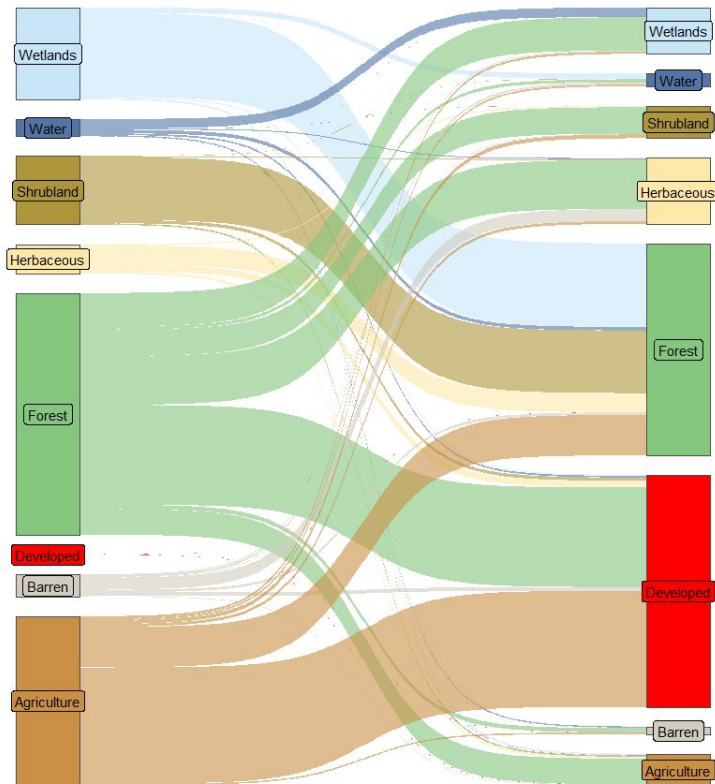 Wetlands
Water
Shrubland
Herbaceous
Forest
Developed
Barren
Agriculture
Wetlands
Water
Shrubland
Herbaceous
Forest
Developed
Barren
Agriculture